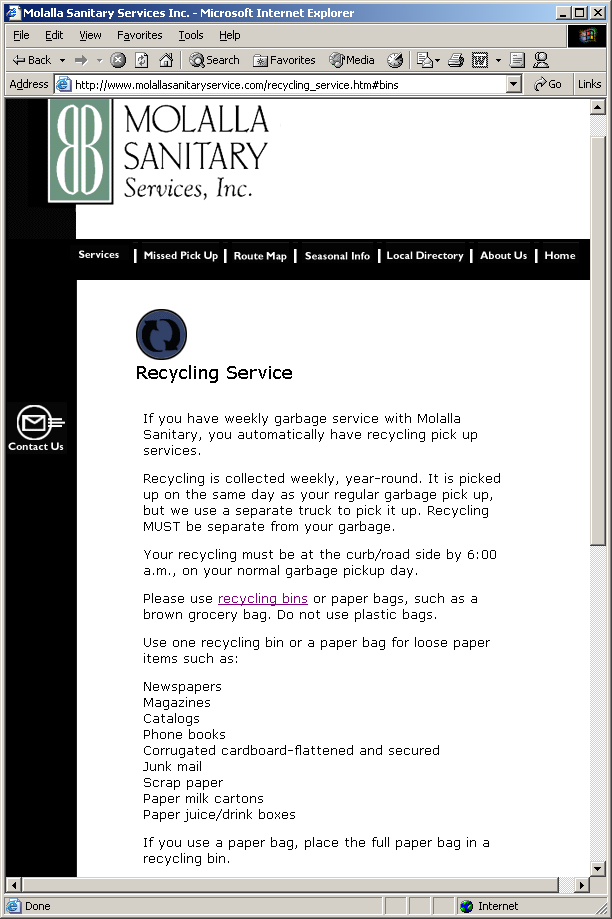 Molalla Sanitary Services Inc. - Microsoft Internet Explorer
File Edit View Favorites Tools Help
Back Search Favorites Media
Address http://www.molallasanitaryservice.com/recycling_service.htm#bins Go Links
MOLALLA
SANITARY
Services, Inc.
Services | Missed Pick Up | Route Map | Seasonal Info | Local Directory | About Us | Home
Recycling Service
Contact Us
If you have weekly garbage service with Molalla
Sanitary, you automatically have recycling pick up
services.
Recycling is collected weekly, year-round. It is picked
up on the same day as your regular garbage pick up,
but we use a separate truck to pick it up. Recycling
MUST be separate from your garbage.
Your recycling must be at the curb/road side by 6:00
a.m., on your normal garbage pickup day.
Please use recycling bins or paper bags, such as a
brown grocery bag. Do not use plastic bags.
Use one recycling bin or a paper bag for loose paper
items such as:
Newspapers
Magazines
Catalogs
Phone books
Corrugated cardboard-flattened and secured
Junk mail
Scrap paper
Paper milk cartons
Paper juice/drink boxes
If you use a paper bag, place the full paper bag in a
recycling bin.
Done Internet